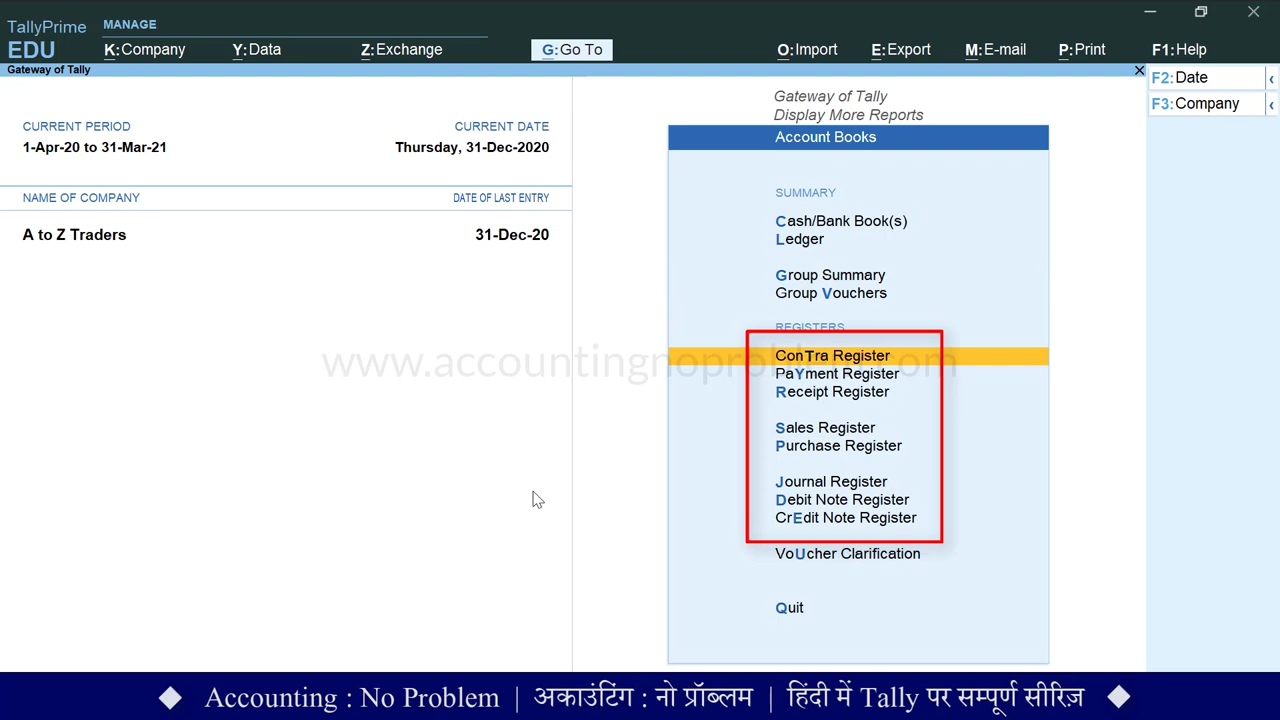 TallyPrime MANAGE
EDU K:Company Y:Data Z:Exchange G:Go To O:Import E:Export M:E-mail P:Print F1:Help
Gateway of Tally
F2:Date
F3:Company
Gateway of Tally
Display More Reports
CURRENT PERIOD CURRENT DATE
1-Apr-20 to 31-Mar-21 Thursday, 31-Dec-2020
NAME OF COMPANY DATE OF LAST ENTRY
A to Z Traders 31-Dec-20
Account Books
SUMMARY
Cash/Bank Book(s)
Ledger
Group Summary
Group Vouchers
REGISTERS
ConTra Register
PaYment Register
Receipt Register
Sales Register
Purchase Register
Journal Register
Debit Note Register
CrEdit Note Register
VoUcher Clarification
Quit
www.accountingnoproblem.com
Accounting : No Problem | अकाउंटिंग : नो प्रॉब्लम | हिंदी में Tally पर सम्पूर्ण सीरिज़